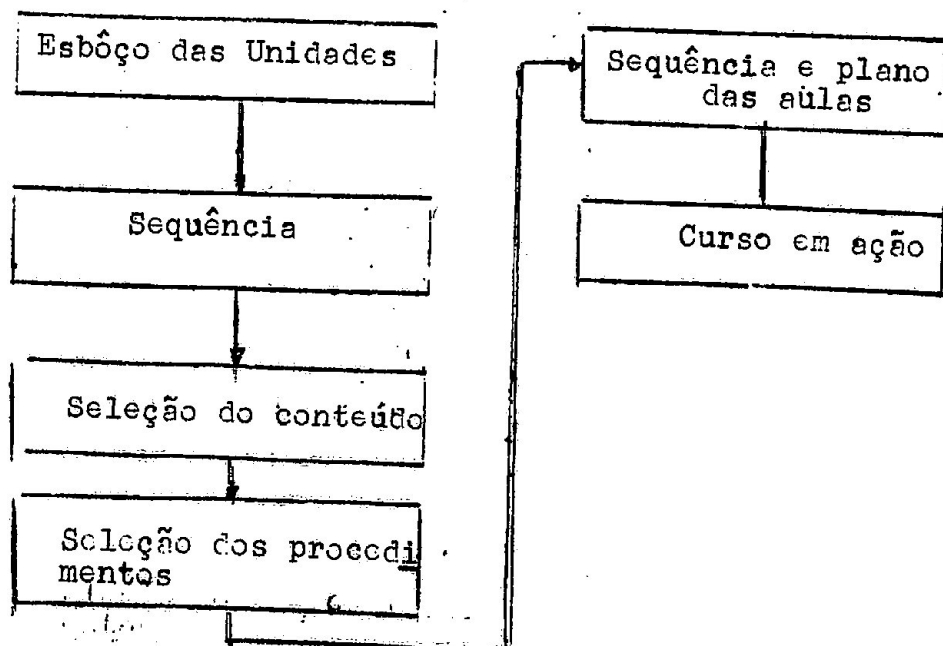 Esbôço das Unidades
Sequência
Seleção do conteúdo
Seleção dos procedi
mentos
Sequência e plano
das aulas
Curso em ação